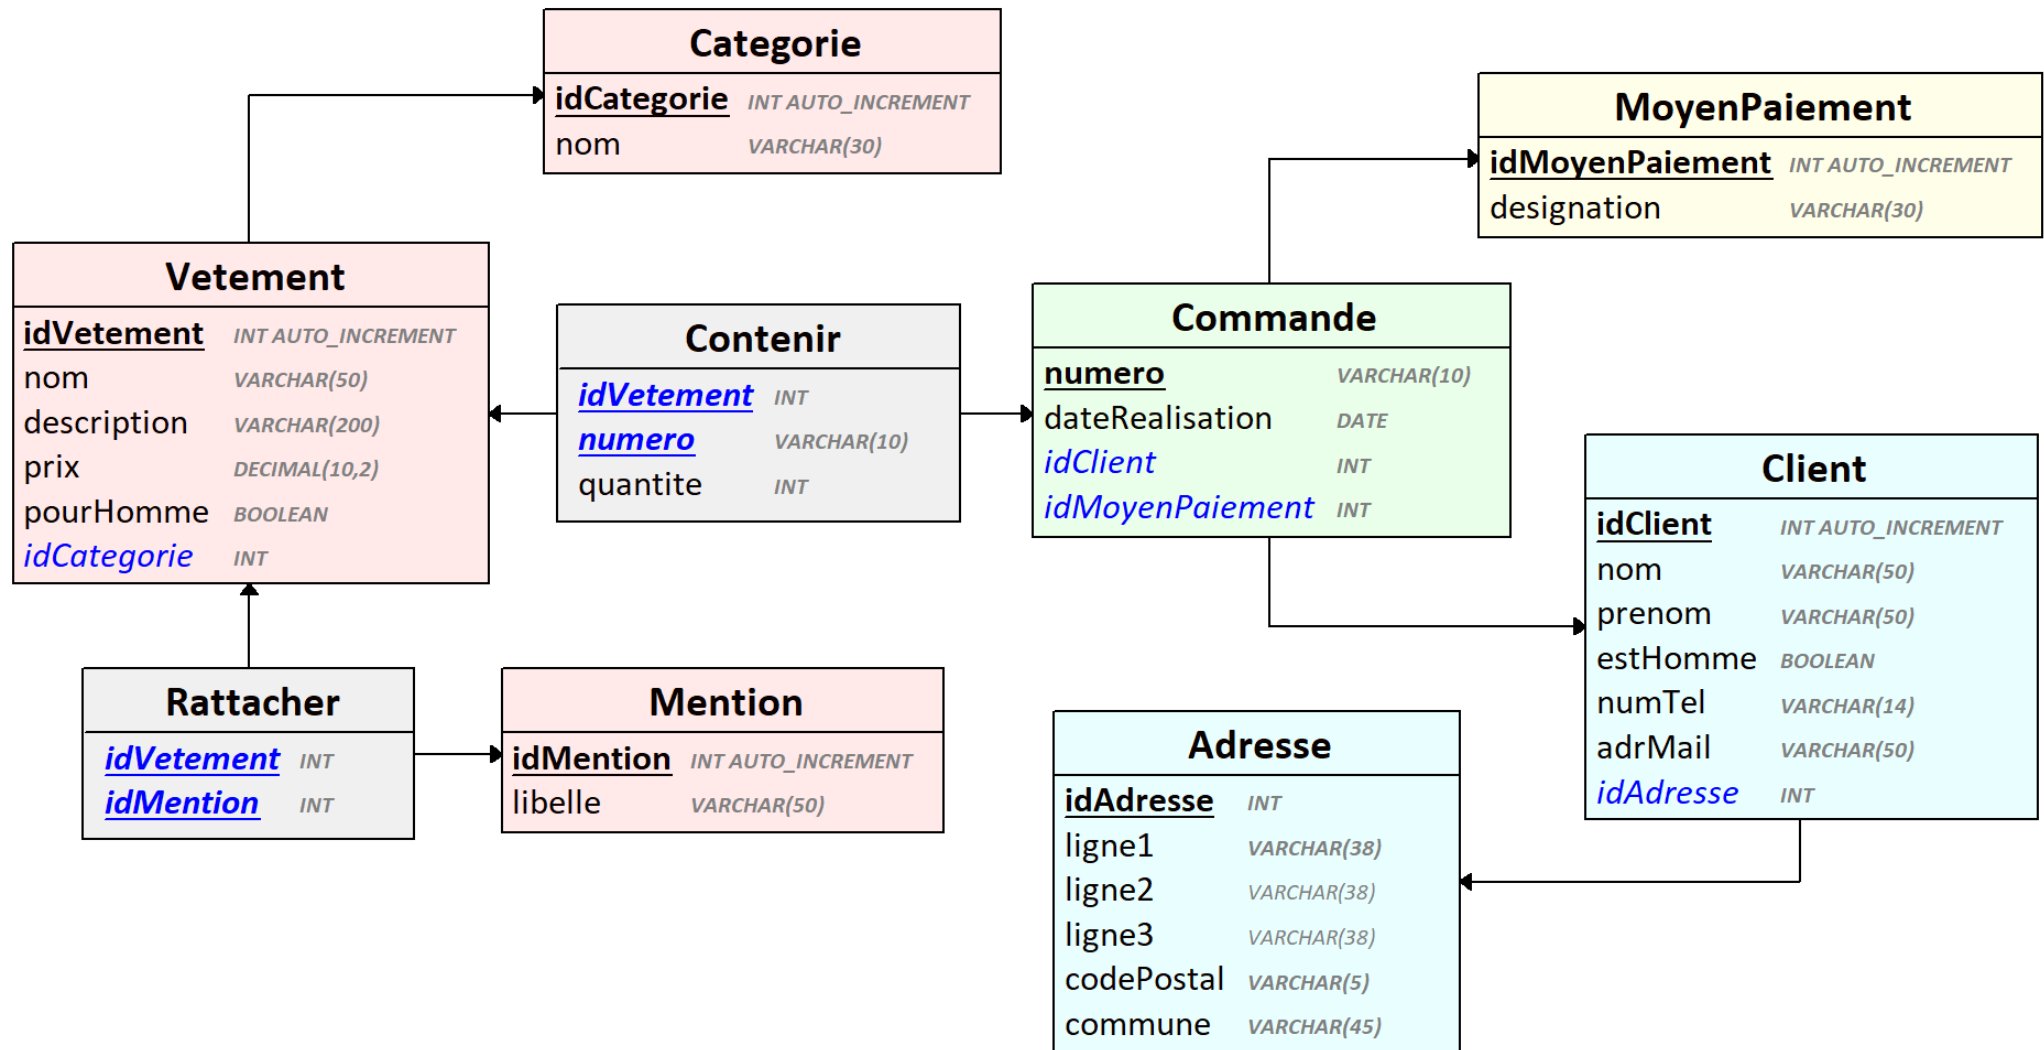 Categorie
idCategorie INT AUTO_INCREMENT
nom VARCHAR(30)
MoyenPaiement
idMoyenPaiement INT AUTO_INCREMENT
designation VARCHAR(30)
Vetement
idVetement INT AUTO_INCREMENT
nom VARCHAR(50)
description VARCHAR(200)
prix DECIMAL(10,2)
pourHomme BOOLEAN
idCategorie INT
Contenir
idVetement INT
numero VARCHAR(10)
quantite INT
Commande
numero VARCHAR(10)
dateRealisation DATE
idClient INT
idMoyenPaiement INT
Client
idClient INT AUTO_INCREMENT
nom VARCHAR(50)
prenom VARCHAR(50)
estHomme BOOLEAN
numTel VARCHAR(14)
adrMail VARCHAR(50)
idAdresse INT
Rattacher
idVetement INT
idMention INT
Mention
idMention INT AUTO_INCREMENT
libelle VARCHAR(50)
Adresse
idAdresse INT
ligne1 VARCHAR(38)
ligne2 VARCHAR(38)
ligne3 VARCHAR(38)
codePostal VARCHAR(5)
commune VARCHAR(45)